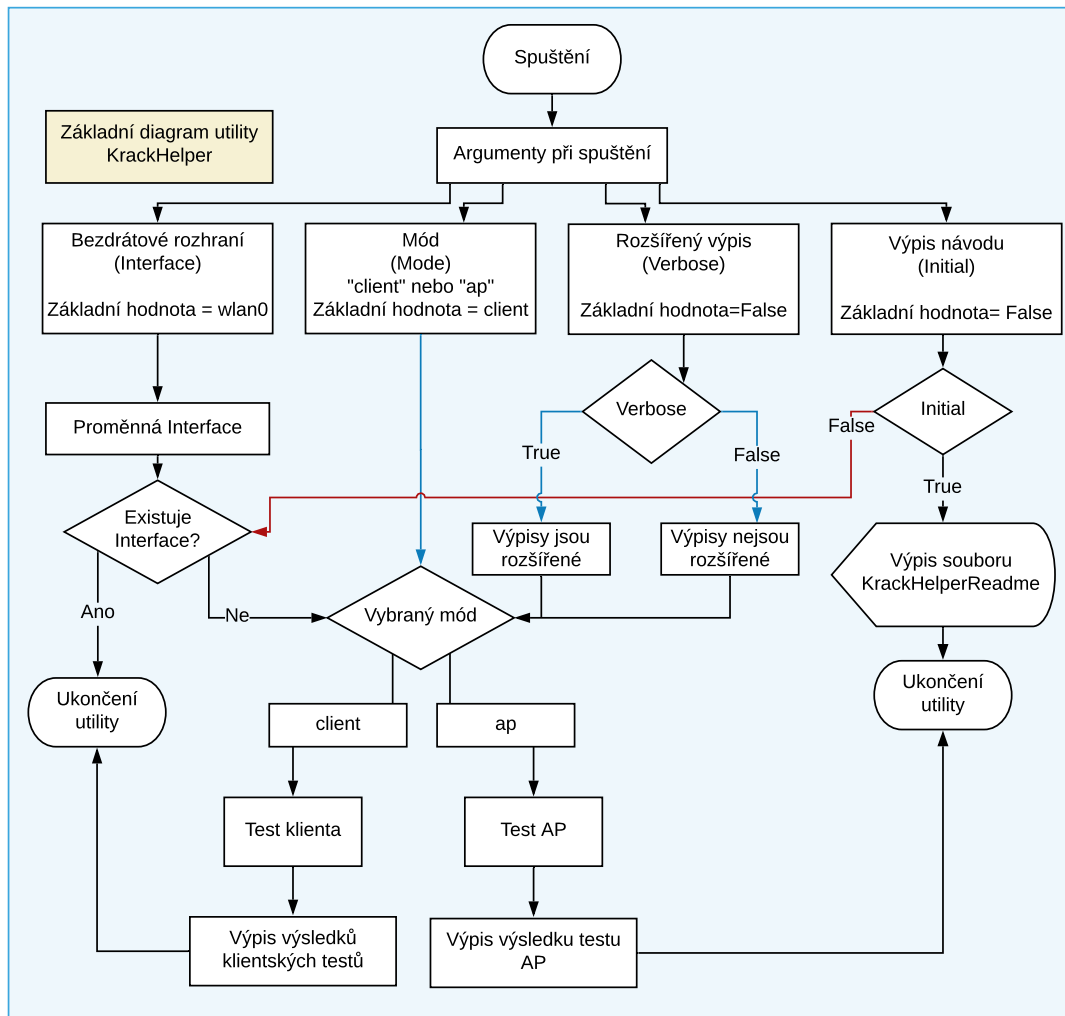 Spuštění
Základní diagram utility
KrackHelper
Argumenty při spuštění
Bezdrátové rozhraní
(Interface)
Základní hodnota = wlan0
Mód
(Mode)
"client" nebo "ap"
Základní hodnota = client
Rozšířený výpis
(Verbose)
Základní hodnota=False
Výpis návodu
(Initial)
Základní hodnota= False
Proměnná Interface
Verbose
Initial
True
False
False
True
Existuje
Interface?
Výpisy jsou
rozšířené
Výpisy nejsou
rozšířené
Výpis souboru
KrackHelperReadme
Ano
Ne
Vybraný mód
Ukončení
utility
Ukončení
utility
client
ap
Test klienta
Test AP
Výpis výsledků
klientských testů
Výpis výsledku testu
AP